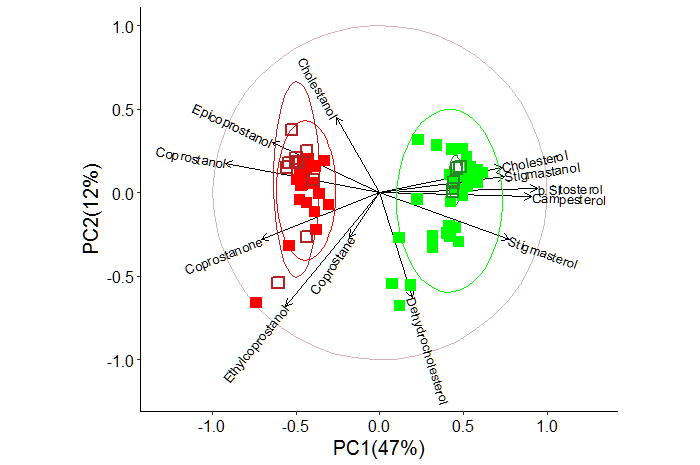 1.0
0.5
0.0
-0.5
-1.0
PC2(12%)
Cholestanol
Epicoprostanol
Coprostanol
Cholesterol
Stigmastanol
b Sitosterol
Campesterol
Coprostanone
Coprostane
Stigmasterol
Ethylcoprostanol
Dehydrocholesterol
-1.0
-0.5
0.0
0.5
1.0
PC1(47%)